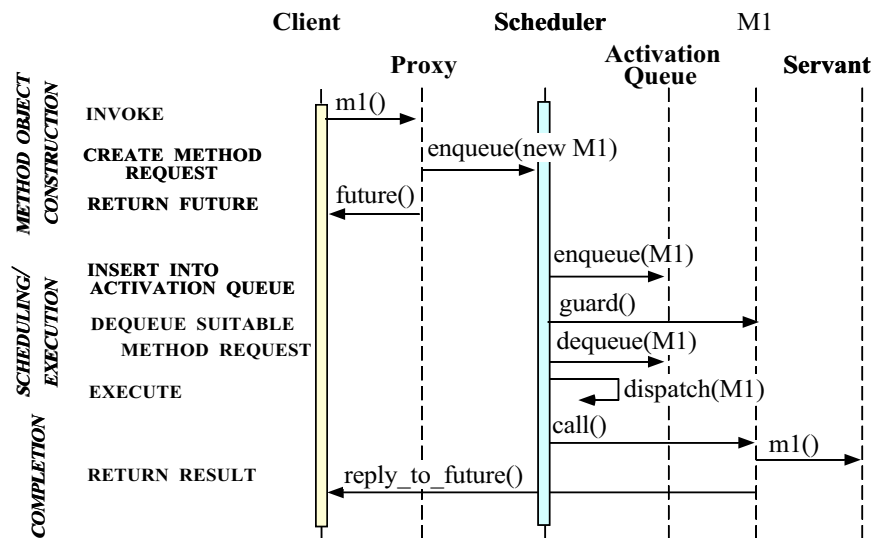 Client
Scheduler
M1
Proxy
Activation
Queue
Servant
METHOD OBJECT
CONSTRUCTION
INVOKE
m1()
CREATE METHOD
REQUEST
enqueue(new M1)
RETURN FUTURE
future()
SCHEDULING/
EXECUTION
INSERT INTO
ACTIVATION QUEUE
enqueue(M1)
DEQUEUE SUITABLE
METHOD REQUEST
guard()
dequeue(M1)
EXECUTE
dispatch(M1)
COMPLETION
call()
m1()
RETURN RESULT
reply_to_future()